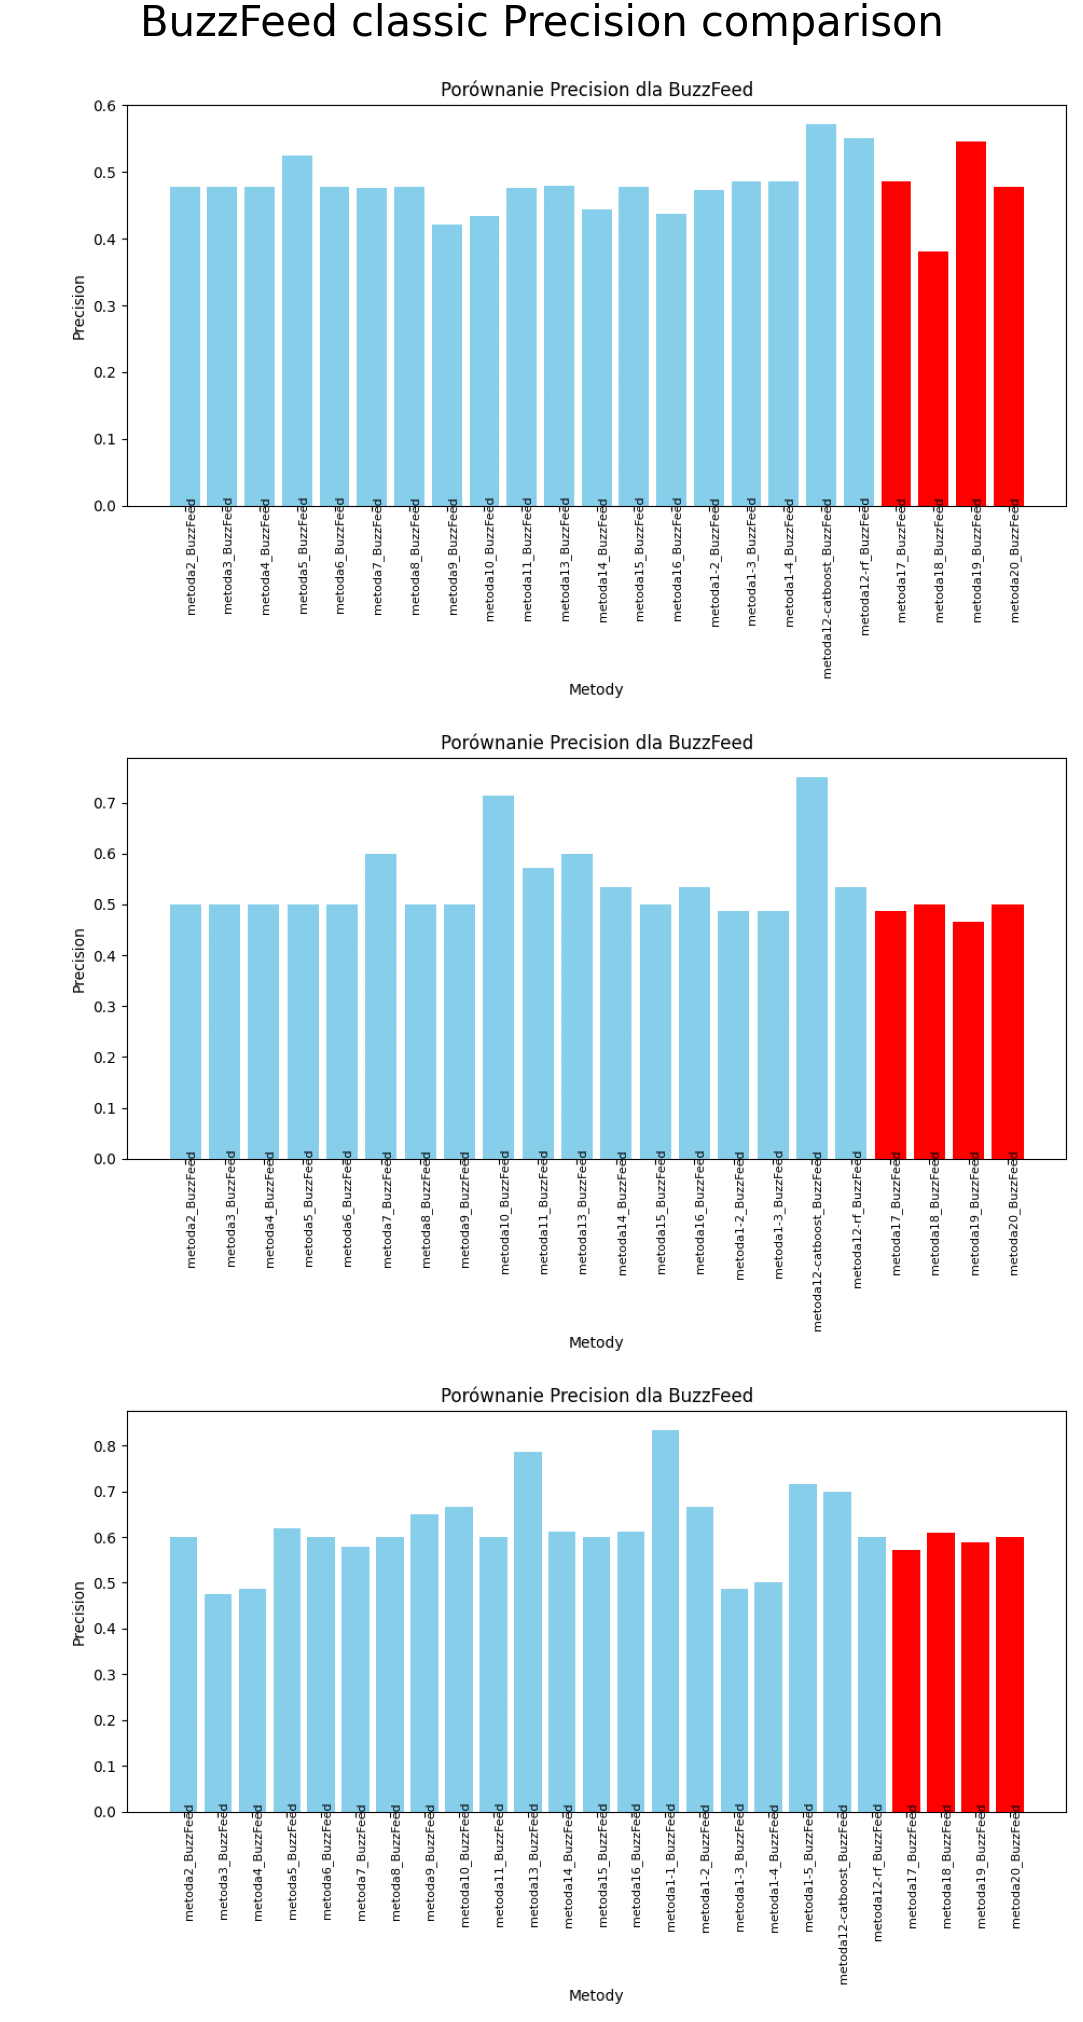 BuzzFeed classic Precision comparison
Porównanie Precision dla BuzzFeed
0.6
0.5
0.4
0.3
0.2
0.1
0.0
Precision
metoda2_BuzzFeed
metoda3_BuzzFeed
metoda4_BuzzFeed
metoda5_BuzzFeed
metoda6_BuzzFeed
metoda7_BuzzFeed
metoda8_BuzzFeed
metoda9_BuzzFeed
metoda10_BuzzFeed
metoda11_BuzzFeed
metoda13_BuzzFeed
metoda14_BuzzFeed
metoda15_BuzzFeed
metoda16_BuzzFeed
metoda1-2_BuzzFeed
metoda1-3_BuzzFeed
metoda1-4_BuzzFeed
metoda12-catboost_BuzzFeed
metoda12-rf_BuzzFeed
metoda17_BuzzFeed
metoda18_BuzzFeed
metoda19_BuzzFeed
metoda20_BuzzFeed
Metody
Porównanie Precision dla BuzzFeed
0.7
0.6
0.5
0.4
0.3
0.2
0.1
0.0
Precision
metoda2_BuzzFeed
metoda3_BuzzFeed
metoda4_BuzzFeed
metoda5_BuzzFeed
metoda6_BuzzFeed
metoda7_BuzzFeed
metoda8_BuzzFeed
metoda9_BuzzFeed
metoda10_BuzzFeed
metoda11_BuzzFeed
metoda13_BuzzFeed
metoda14_BuzzFeed
metoda15_BuzzFeed
metoda16_BuzzFeed
metoda1-2_BuzzFeed
metoda1-3_BuzzFeed
metoda12-catboost_BuzzFeed
metoda12-rf_BuzzFeed
metoda17_BuzzFeed
metoda18_BuzzFeed
metoda19_BuzzFeed
metoda20_BuzzFeed
Metody
Porównanie Precision dla BuzzFeed
0.8
0.7
0.6
0.5
0.4
0.3
0.2
0.1
0.0
Precision
metoda2_BuzzFeed
metoda3_BuzzFeed
metoda4_BuzzFeed
metoda5_BuzzFeed
metoda6_BuzzFeed
metoda7_BuzzFeed
metoda8_BuzzFeed
metoda9_BuzzFeed
metoda10_BuzzFeed
metoda11_BuzzFeed
metoda13_BuzzFeed
metoda14_BuzzFeed
metoda15_BuzzFeed
metoda16_BuzzFeed
metoda1-1_BuzzFeed
metoda1-2_BuzzFeed
metoda1-3_BuzzFeed
metoda1-4_BuzzFeed
metoda1-5_BuzzFeed
metoda12-catboost_BuzzFeed
metoda12-rf_BuzzFeed
metoda17_BuzzFeed
metoda18_BuzzFeed
metoda19_BuzzFeed
metoda20_BuzzFeed
Metody